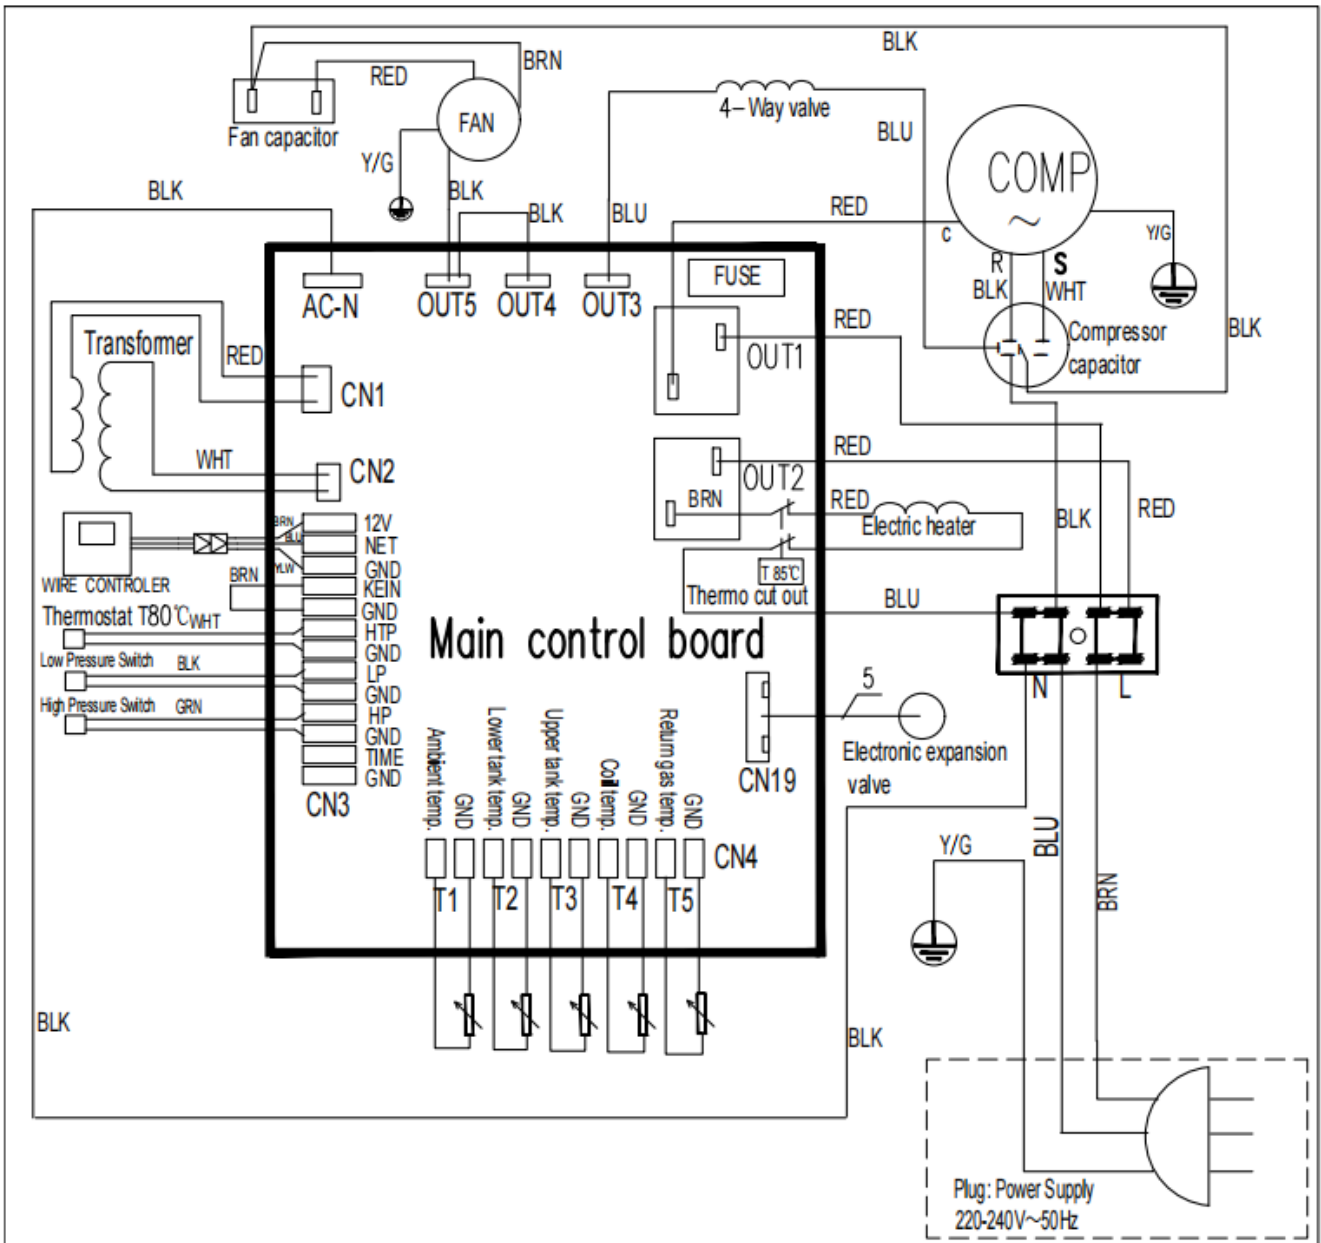 BLK
BRN
RED
4–Way valve
FAN
Fan capacitor
BLU
Y/G
COMP
~
BLK
BLK
BLK
BLU
RED
C
Y/G
R
S
BLK
WHT
FUSE
AC-N
OUT5
OUT4
OUT3
RED
BLK
Compressor
capacitor
Transformer
RED
OUT1
CN1
RED
WHT
CN2
OUT2
BRN
RED
Electric heater
BLK
RED
BRN
BLU
YLW
12V
NET
GND
KEIN
GND
HTP
GND
LP
GND
HP
GND
TIME
GND
CN3
WIRE CONTROLER
BRN
T 85℃
Thermo cut out
BLU
Thermostat T80℃
WHT
Main control board
Low Pressure Switch
BLK
High Pressure Switch
GRN
N
L
5
Electronic expansion
valve
CN19
Ambient temp.
GND
Lower tank temp.
GND
Upper tank temp.
GND
Coil temp.
GND
Return gas temp.
GND
CN4
T1
T2
T3
T4
T5
Y/G
BLU
BRN
BLK
BLK
Plug: Power Supply
220-240V~50Hz